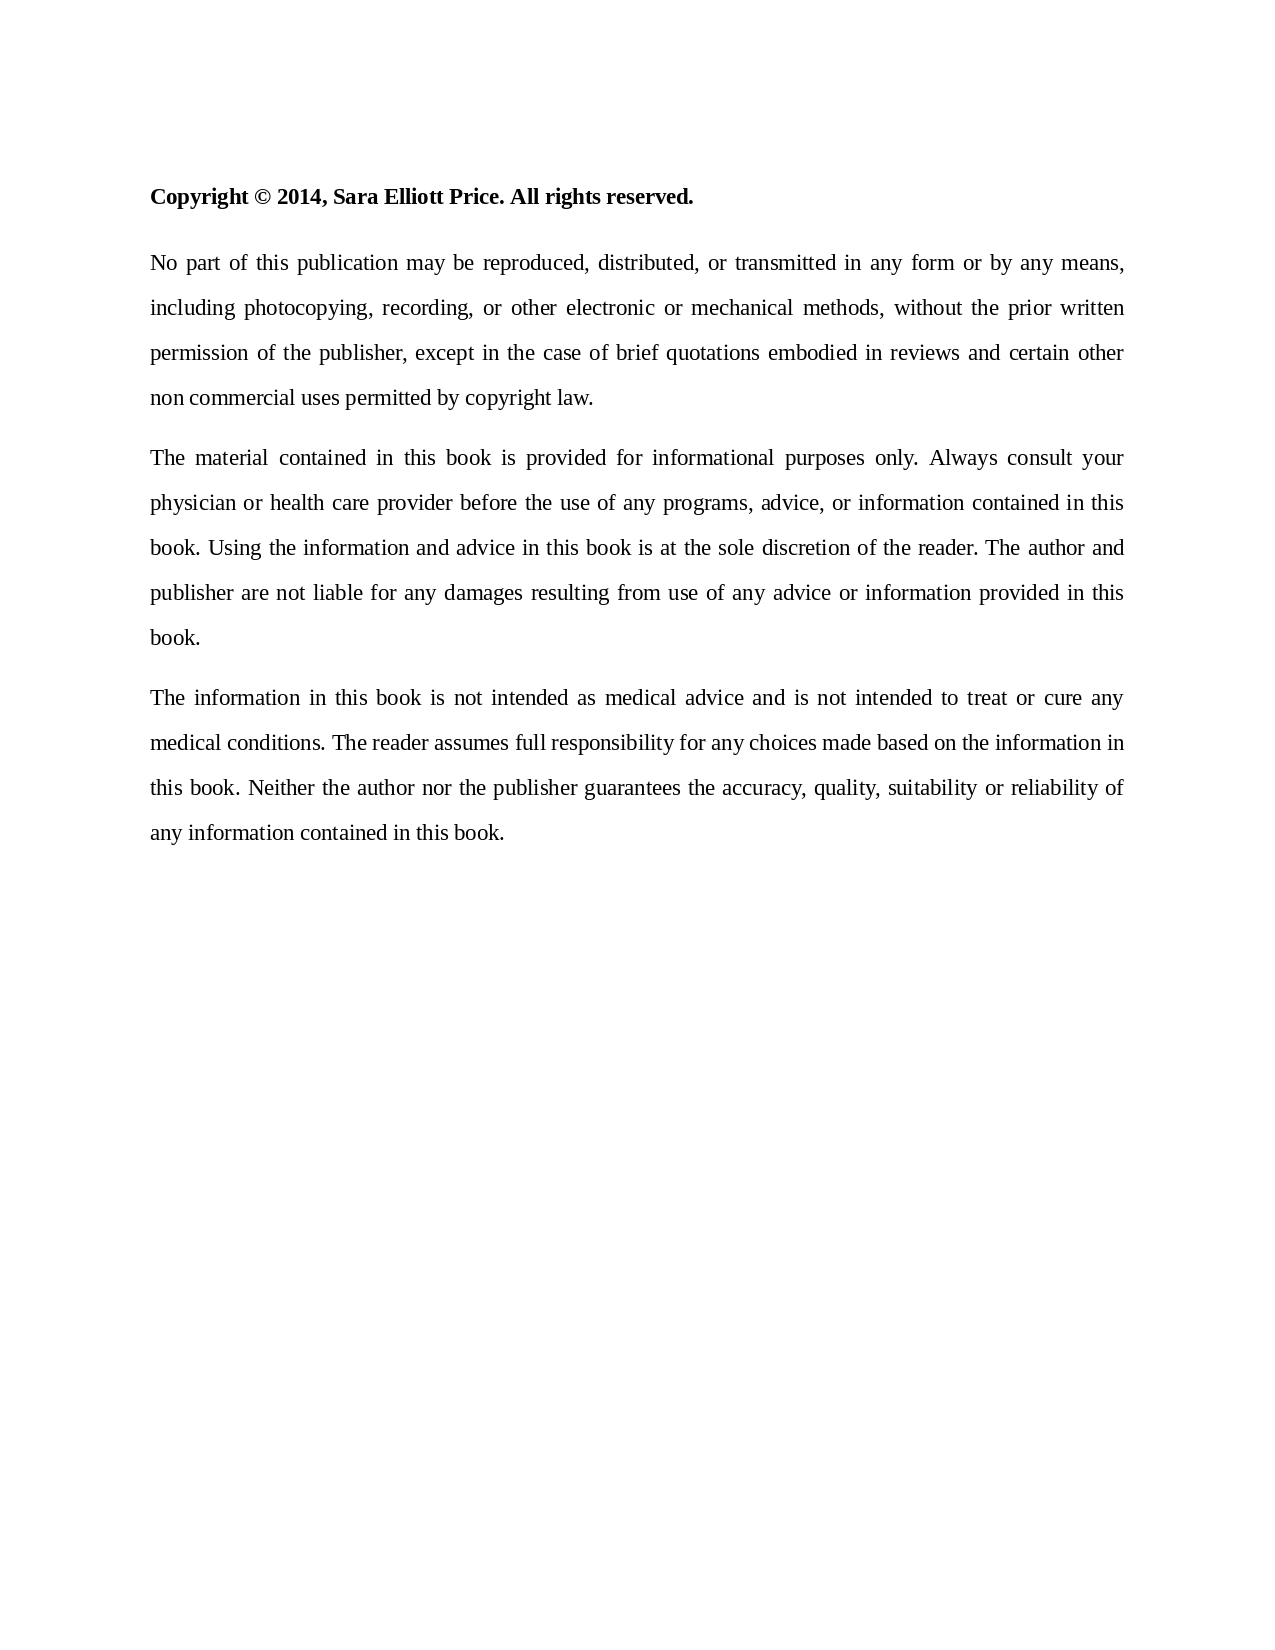 Copyright © 2014, Sara Elliott Price. All rights reserved.
No part of this publication may be reproduced, distributed, or transmitted in any form or by any means,
including photocopying, recording, or other electronic or mechanical methods, without the prior written
permission of the publisher, except in the case of brief quotations embodied in reviews and certain other
non commercial uses permitted by copyright law.
The material contained in this book is provided for informational purposes only. Always consult your
physician or health care provider before the use of any programs, advice, or information contained in this
book. Using the information and advice in this book is at the sole discretion of the reader. The author and
publisher are not liable for any damages resulting from use of any advice or information provided in this
book.
The information in this book is not intended as medical advice and is not intended to treat or cure any
medical conditions. The reader assumes full responsibility for any choices made based on the information in
this book. Neither the author nor the publisher guarantees the accuracy, quality, suitability or reliability of
any information contained in this book.